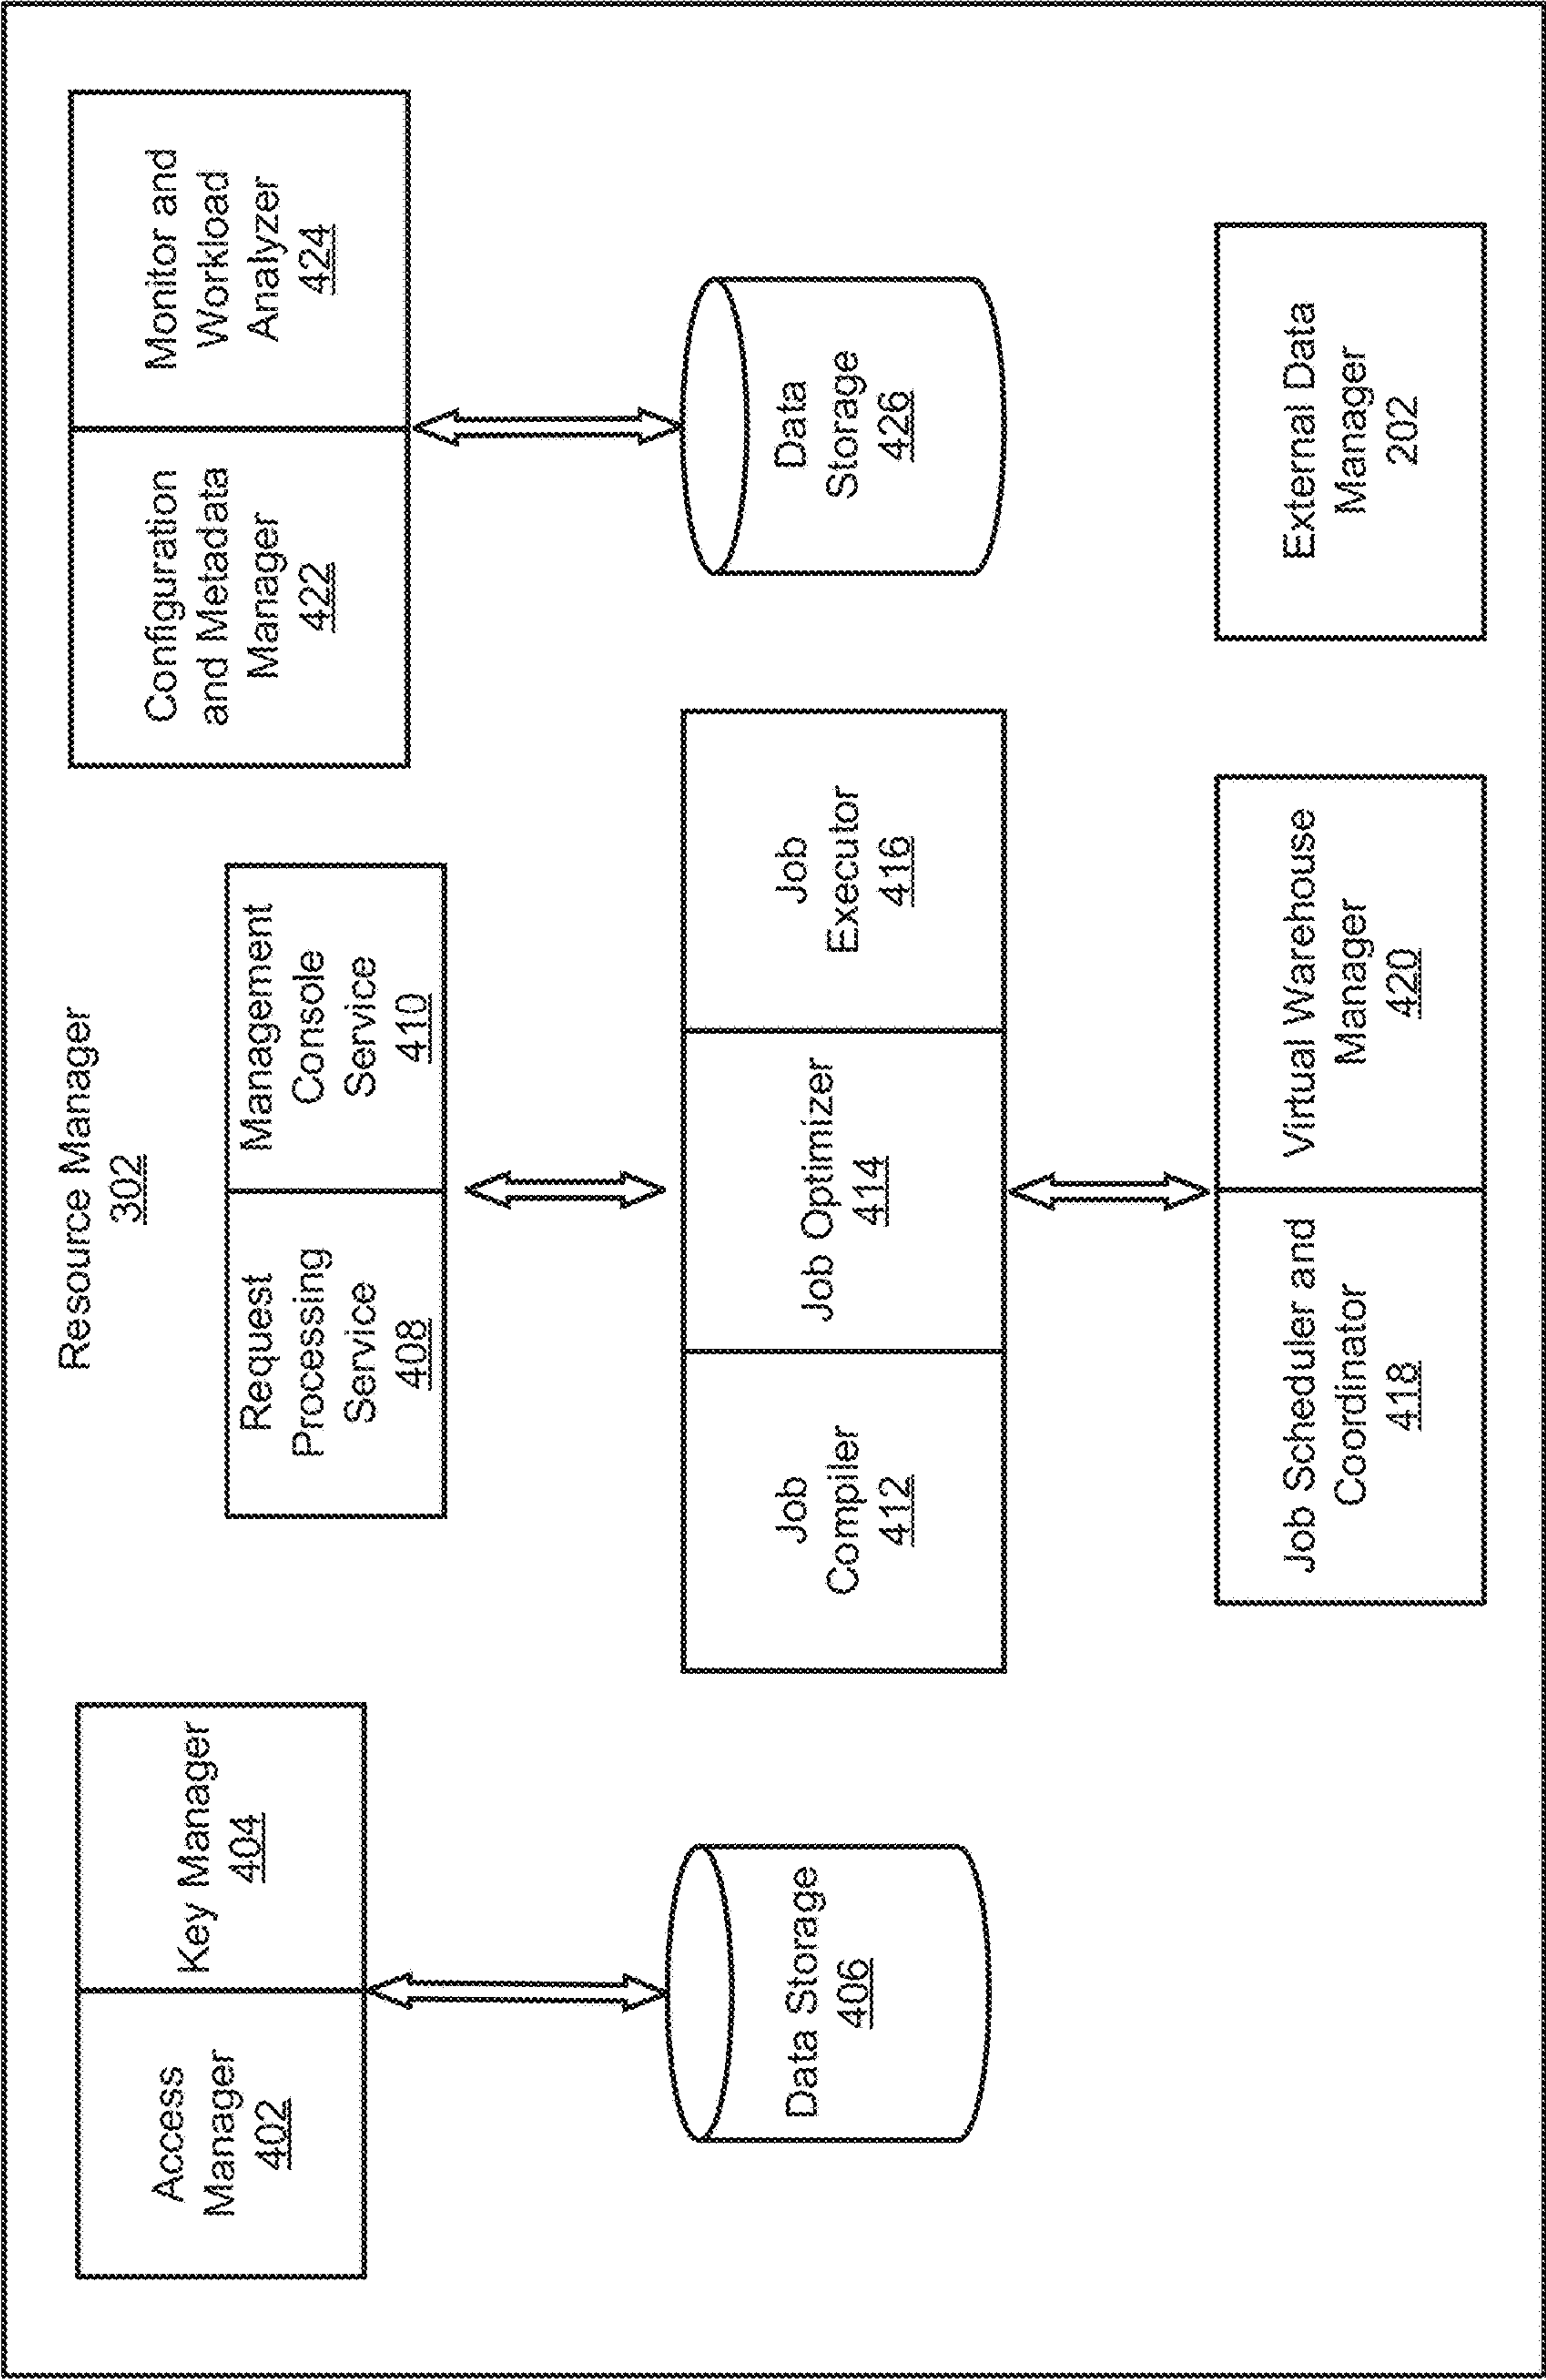 Resource Manager
302
Access
Manager
402
Key Manager
404
Data Storage
406
Request
Processing
Service
408
Management
Console
Service
410
Job
Compiler
412
Job Optimizer
414
Job
Executor
416
Job Scheduler and
Coordinator
418
Virtual Warehouse
Manager
420
Configuration
and Metadata
Manager
422
Monitor and
Workload
Analyzer
424
Data
Storage
426
External Data
Manager
202